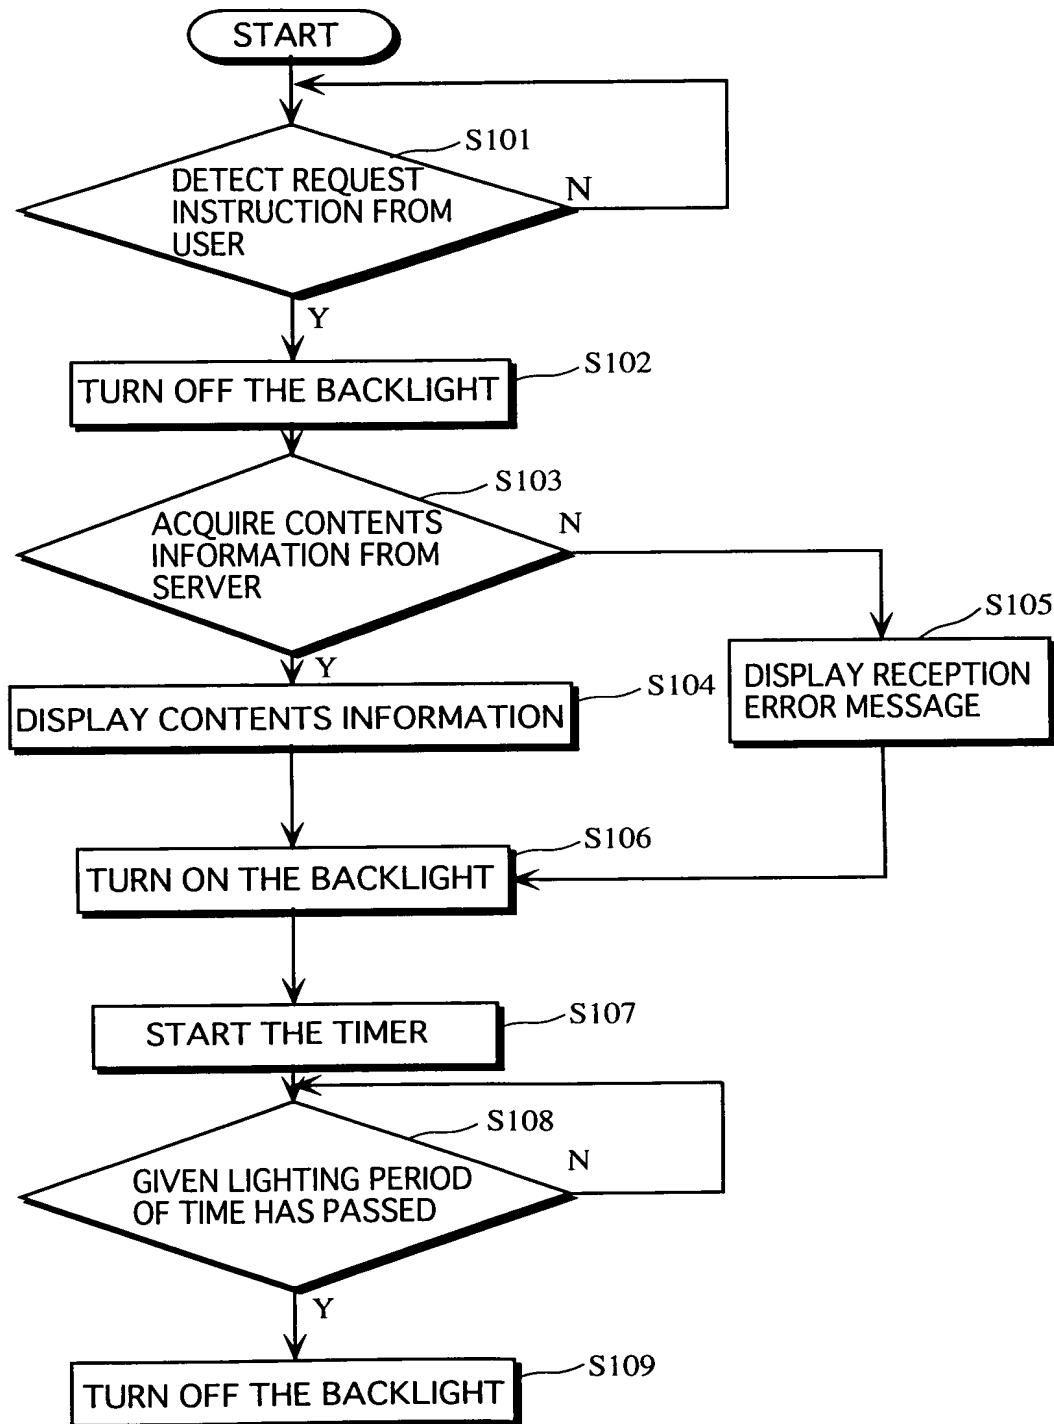 START
S101
DETECT REQUEST
INSTRUCTION FROM
USER
N
Y
S102
TURN OFF THE BACKLIGHT
S103
ACQUIRE CONTENTS
INFORMATION FROM
SERVER
N
Y
S105
DISPLAY RECEPTION
ERROR MESSAGE
S104
DISPLAY CONTENTS INFORMATION
S106
TURN ON THE BACKLIGHT
S107
START THE TIMER
S108
GIVEN LIGHTING PERIOD
OF TIME HAS PASSED
N
Y
S109
TURN OFF THE BACKLIGHT